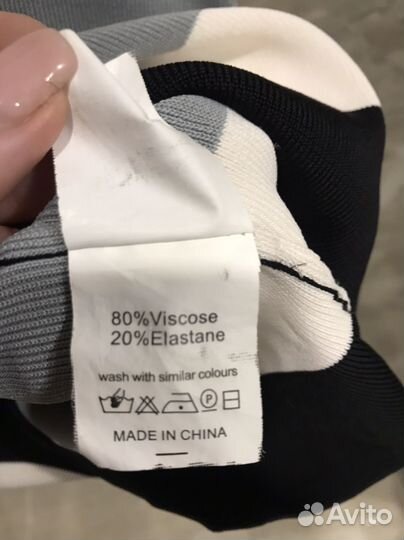 80%Viscose
20%Elastane
wash with similar colours
P
MADE IN CHINA
Avito